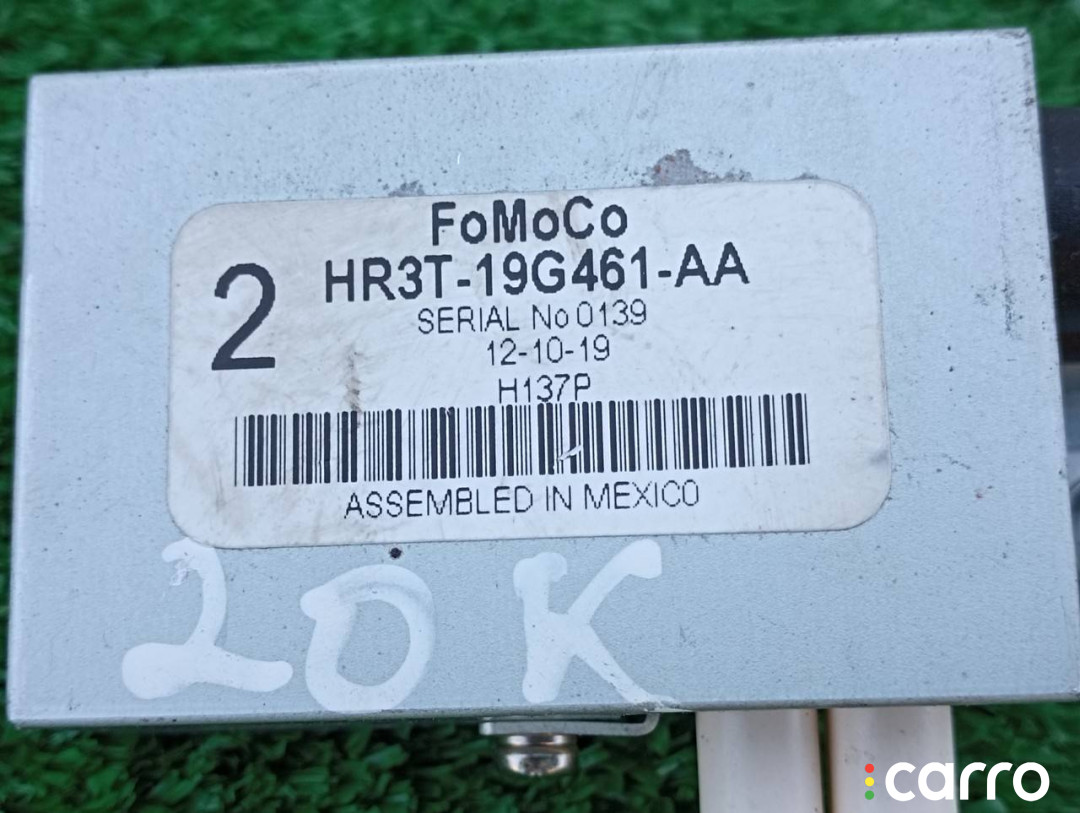 FoMoCo
2
HR3T-19G461-AA
SERIAL No 0139
12-10-19
H137P
ASSEMBLED IN MEXICO
20K
carro